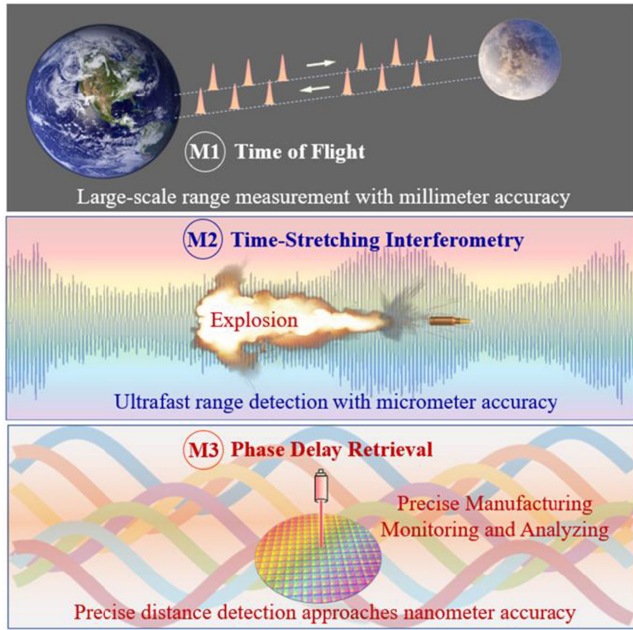 M1 Time of Flight
Large-scale range measurement with millimeter accuracy
M2 Time-Stretching Interferometry
Explosion
Ultrafast range detection with micrometer accuracy
M3 Phase Delay Retrieval
Precise Manufacturing
Monitoring and Analyzing
Precise distance detection approaches nanometer accuracy